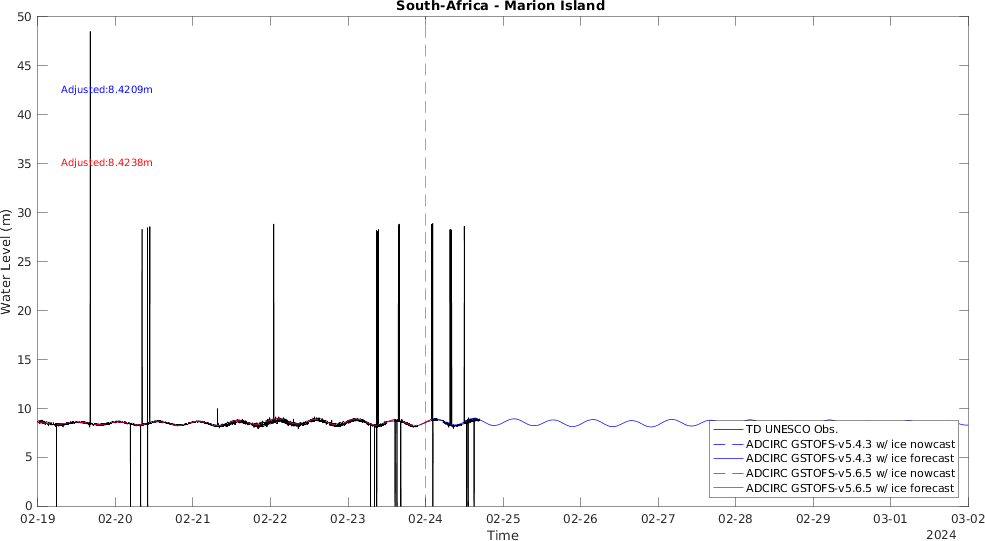 South-Africa - Marion Island
50
45
40
35
30
25
20
15
10
5
0
Water Level (m)
Adjusted:8.4209m
Adjusted:8.4238m
TD UNESCO Obs.
ADCIRC GSTOFS-v5.4.3 w/ ice nowcast
ADCIRC GSTOFS-v5.4.3 w/ ice forecast
ADCIRC GSTOFS-v5.6.5 w/ ice nowcast
ADCIRC GSTOFS-v5.6.5 w/ ice forecast
02-19 02-20 02-21 02-22 02-23 02-24 02-25 02-26 02-27 02-28 02-29 03-01 03-02
Time
2024